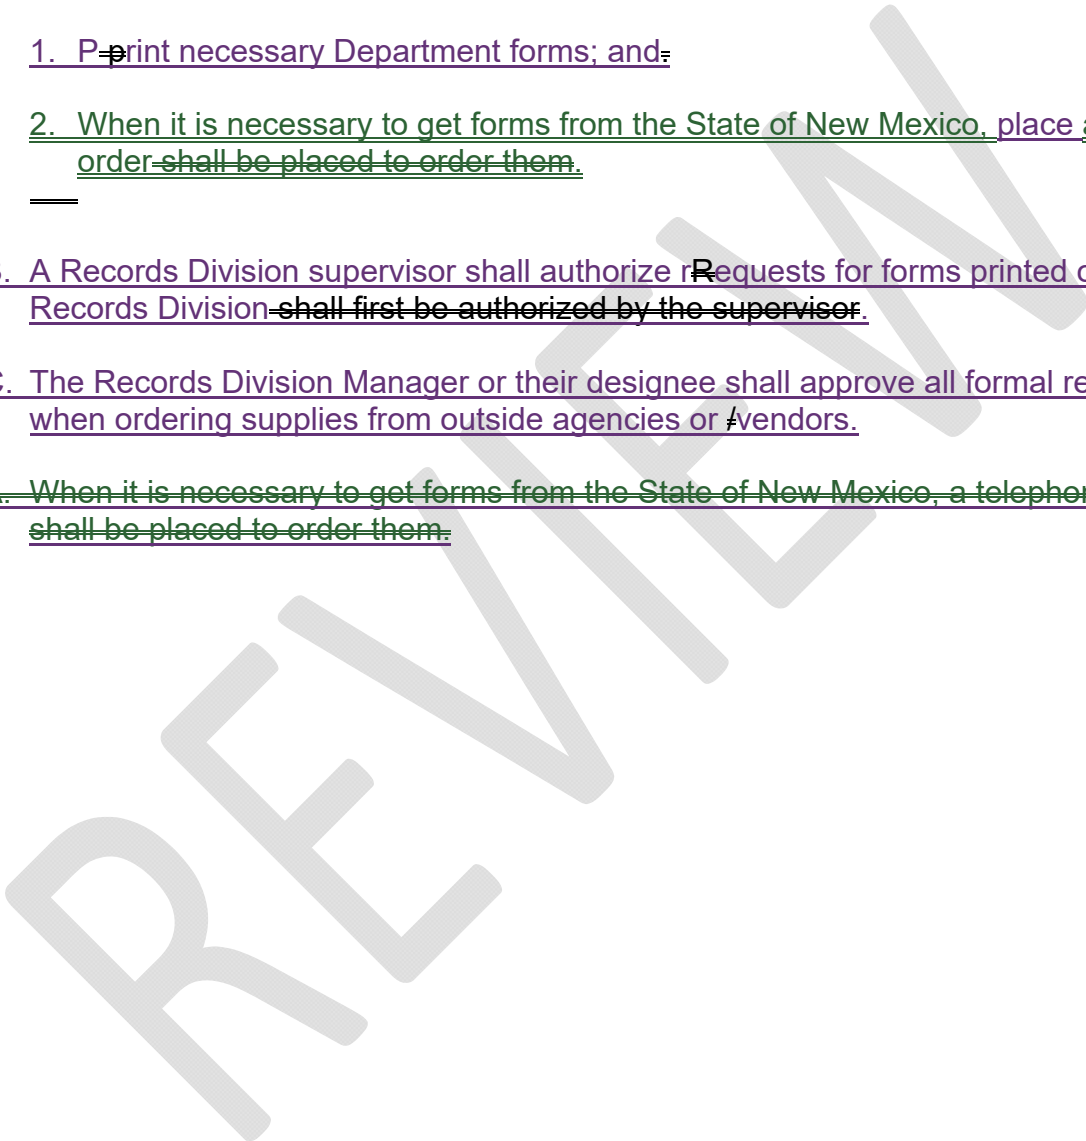 1. P print necessary Department forms; and.
2. When it is necessary to get forms from the State of New Mexico, place
order shall be placed to order them.
A Records Division supervisor shall authorize rRequests for forms printed
Records Division shall first be authorized by the supervisor.
C. The Records Division Manager or their designee shall approve all formal
when ordering supplies from outside agencies or /vendors.
When it is necessary to get forms from the State of New Mexico, a
shall be placed to order them.
REVIEW